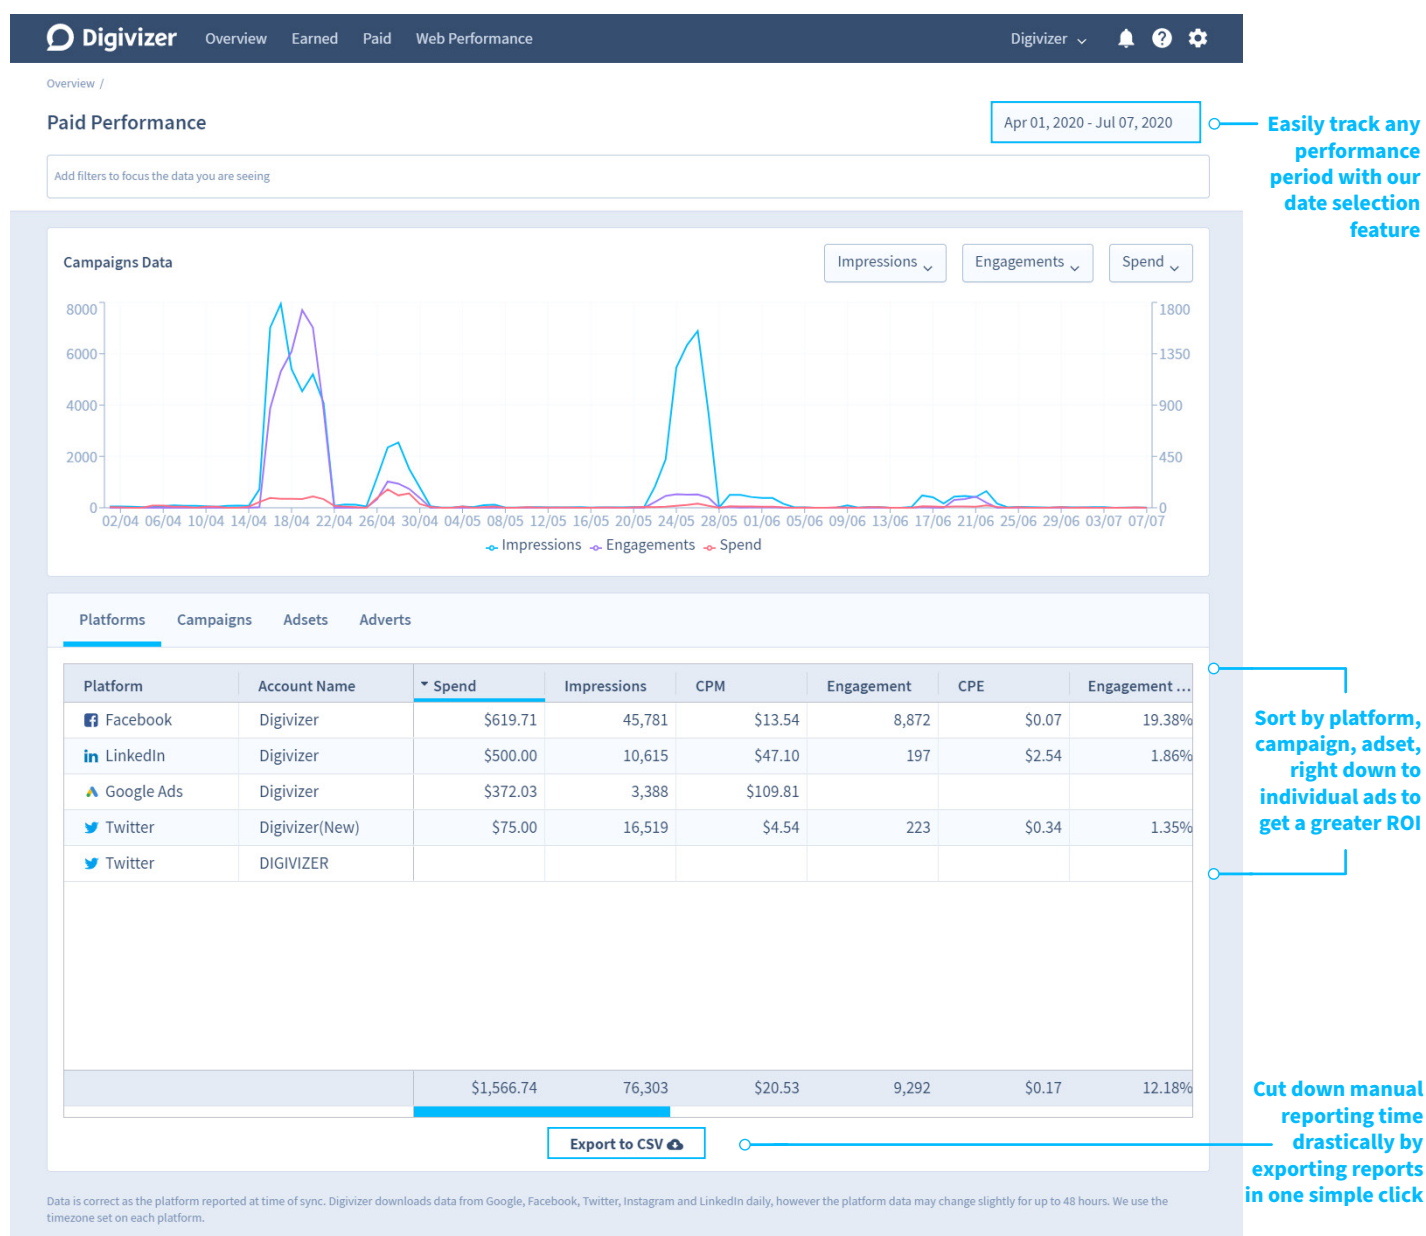 Digivizer Overview Earned Paid Web Performance Digivizer
Overview /
Paid Performance
Apr 01, 2020 - Jul 07, 2020
Easily track any
performance
period with our
date selection
feature
Add filters to focus the data you are seeing
Campaigns Data
Impressions Engagements Spend
8000 1800
6000 1350
4000 900
2000 450
0 0
02/04 06/04 10/04 14/04 18/04 22/04 26/04 30/04 04/05 08/05 12/05 16/05 20/05 24/05 28/05 01/06 05/06 09/06 13/06 17/06 21/06 25/06 29/06 03/07 07/07
Impressions Engagements Spend
Platforms Campaigns Adsets Adverts
Platform Account Name Spend Impressions CPM Engagement CPE Engagement ...
Facebook Digivizer $619.71 45,781 $13.54 8,872 $0.07 19.38%
LinkedIn Digivizer $500.00 10,615 $47.10 197 $2.54 1.86%
Google Ads Digivizer $372.03 3,388 $109.81
Twitter Digivizer(New) $75.00 16,519 $4.54 223 $0.34 1.35%
Twitter DIGIVIZER
Sort by platform,
campaign, adset,
right down to
individual ads to
get a greater ROI
$1,566.74 76,303 $20.53 9,292 $0.17 12.18%
Export to CSV
Cut down manual
reporting time
drastically by
exporting reports
in one simple click
Data is correct as the platform reported at time of sync. Digivizer downloads data from Google, Facebook, Twitter, Instagram and LinkedIn daily, however the platform data may change slightly for up to 48 hours. We use the
timezone set on each platform.